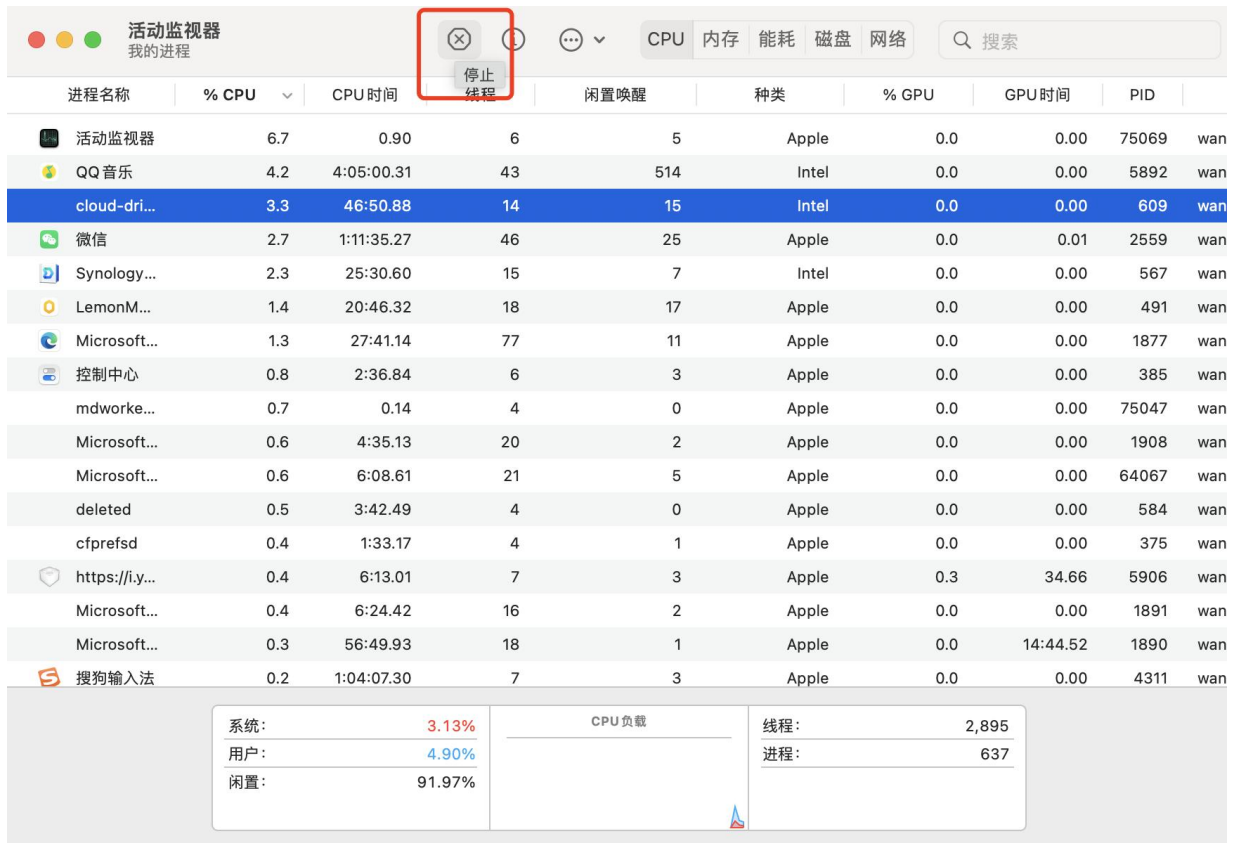 活动监视器
我的进程
CPU 内存 能耗 磁盘 网络 搜索
停止
进程名称 % CPU CPU时间 线程 闲置唤醒 种类 % GPU GPU时间 PID
活动监视器 6.7 0.90 6 5 Apple 0.0 0.00 75069 wan
QQ音乐 4.2 4:05:00.31 43 514 Intel 0.0 0.00 5892 wan
cloud-dri... 3.3 46:50.88 14 15 Intel 0.0 0.00 609 wan
微信 2.7 1:11:35.27 46 25 Apple 0.0 0.01 2559 wan
Synology... 2.3 25:30.60 15 7 Intel 0.0 0.00 567 wan
LemonM... 1.4 20:46.32 18 17 Apple 0.0 0.00 491 wan
Microsoft... 1.3 27:41.14 77 11 Apple 0.0 0.00 1877 wan
控制中心 0.8 2:36.84 6 3 Apple 0.0 0.00 385 wan
mdworke... 0.7 0.14 4 0 Apple 0.0 0.00 75047 wan
Microsoft... 0.6 4:35.13 20 2 Apple 0.0 0.00 1908 wan
Microsoft... 0.6 6:08.61 21 5 Apple 0.0 0.00 64067 wan
deleted 0.5 3:42.49 4 0 Apple 0.0 0.00 584 wan
cfprefsd 0.4 1:33.17 4 1 Apple 0.0 0.00 375 wan
https://i.y... 0.4 6:13.01 7 3 Apple 0.3 34.66 5906 wan
Microsoft... 0.4 6:24.42 16 2 Apple 0.0 0.00 1891 wan
Microsoft... 0.3 56:49.93 18 1 Apple 0.0 14:44.52 1890 wan
搜狗输入法 0.2 1:04:07.30 7 3 Apple 0.0 0.00 4311 wan
系统: 3.13% CPU负载 线程: 2,895
用户: 4.90% 进程: 637
闲置: 91.97%